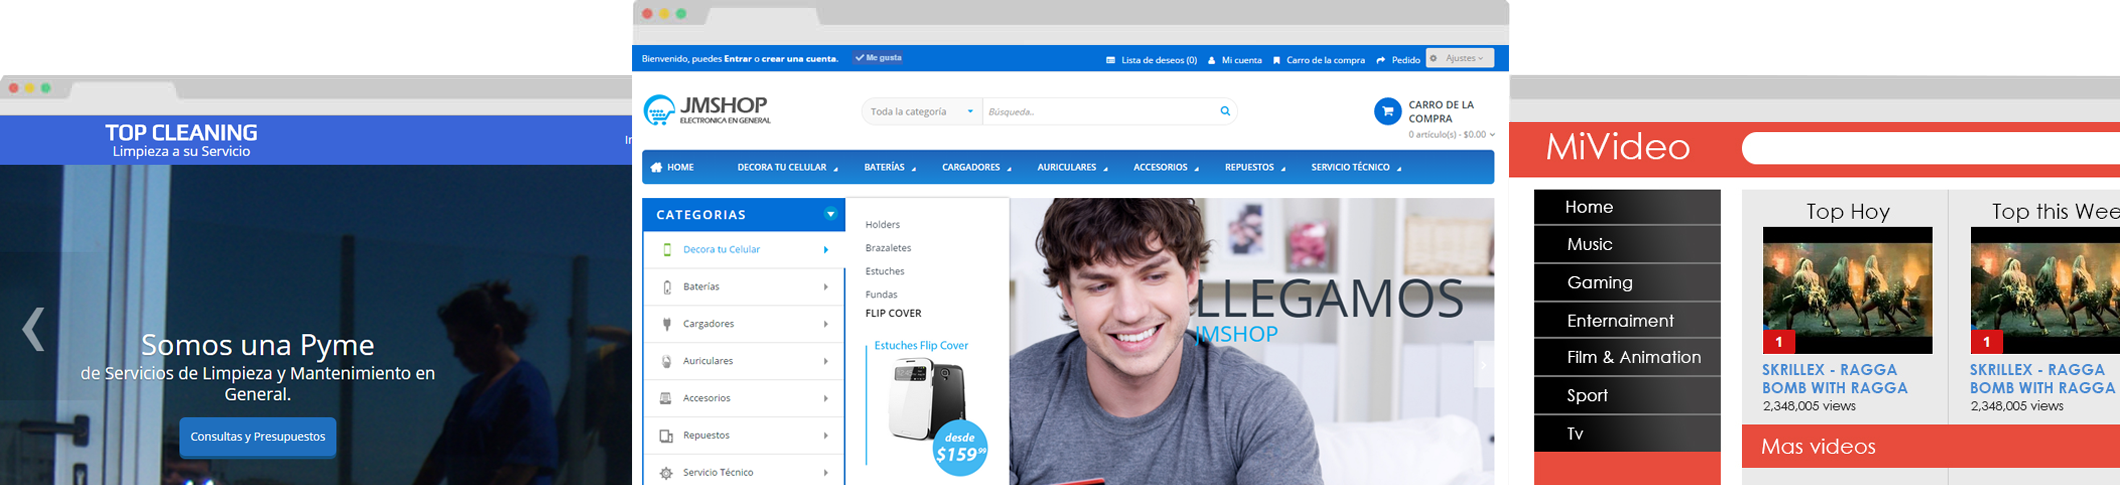 TOP CLEANING
Limpieza a su Servicio
Somos una Pyme
de Servicios de Limpieza y Mantenimiento en
General.
Consultas y Presupuestos
Bienvenido, puedes Entrar o crear una cuenta.
Me gusta
Lista de deseos (0)
Mi cuenta
Carro de la compra
Pedido
Ajustes
JMSHOP
ELECTRONICA EN GENERAL
Toda la categoría
Búsqueda..
CARRO DE LA
COMPRA
0 artículo(s) - $0.00
HOME
DECORA TU CELULAR
BATERÍAS
CARGADORES
AURICULARES
ACCESORIOS
REPUESTOS
SERVICIO TÉCNICO
CATEGORIAS
Decora tu Celular
Baterías
Cargadores
Auriculares
Accesorios
Repuestos
Servicio Técnico
Holders
Brazaletes
Estuches
Fundas
FLIP COVER
Estuches Flip Cover
desde
$159.99
LLEGAMOS
JMSHOP
MiVideo
Home
Music
Gaming
Enternaiment
Film & Animation
Sport
Tv
Top Hoy
1
SKRILLEX - RAGGA
BOMB WITH RAGGA
2,348,005 views
Top this Wee
1
SKRILLEX - RAGGA
BOMB WITH RAGGA
2,348,005 views
Mas videos